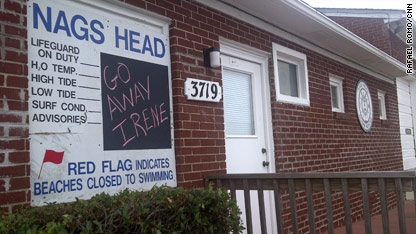 NAGS HEAD
LIFEGUARD
ON DUTY
H₂O TEMP.
HIGH TIDE
LOW TIDE
SURF COND.
ADVISORIES
GO
AWAY
IRENE
RED FLAG INDICATES
BEACHES CLOSED TO SWIMMING
3719
RAFAEL ROMO/CNN